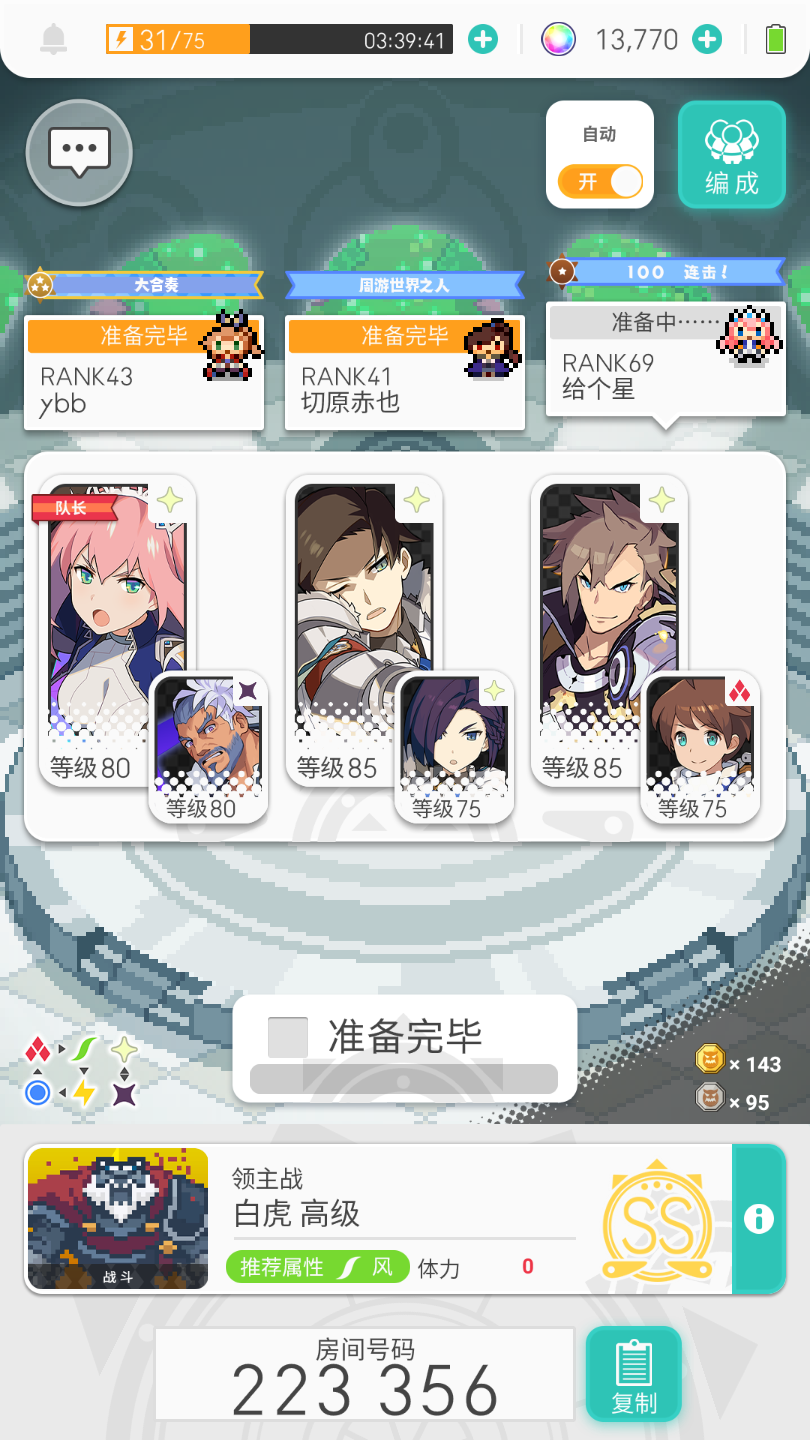 31/75
03:39:41
13,770
自动
开
编成
大合奏
周游世界之人
100 连击！
准备完毕
准备完毕
准备中……
RANK43
ybb
RANK41
切原赤也
RANK69
给个星
队长
等级80
等级85
等级85
等级80
等级75
等级75
准备完毕
× 143
× 95
领主战
白虎 高级
SS
战斗
推荐属性 风 体力 0
房间号码
223 356
复制